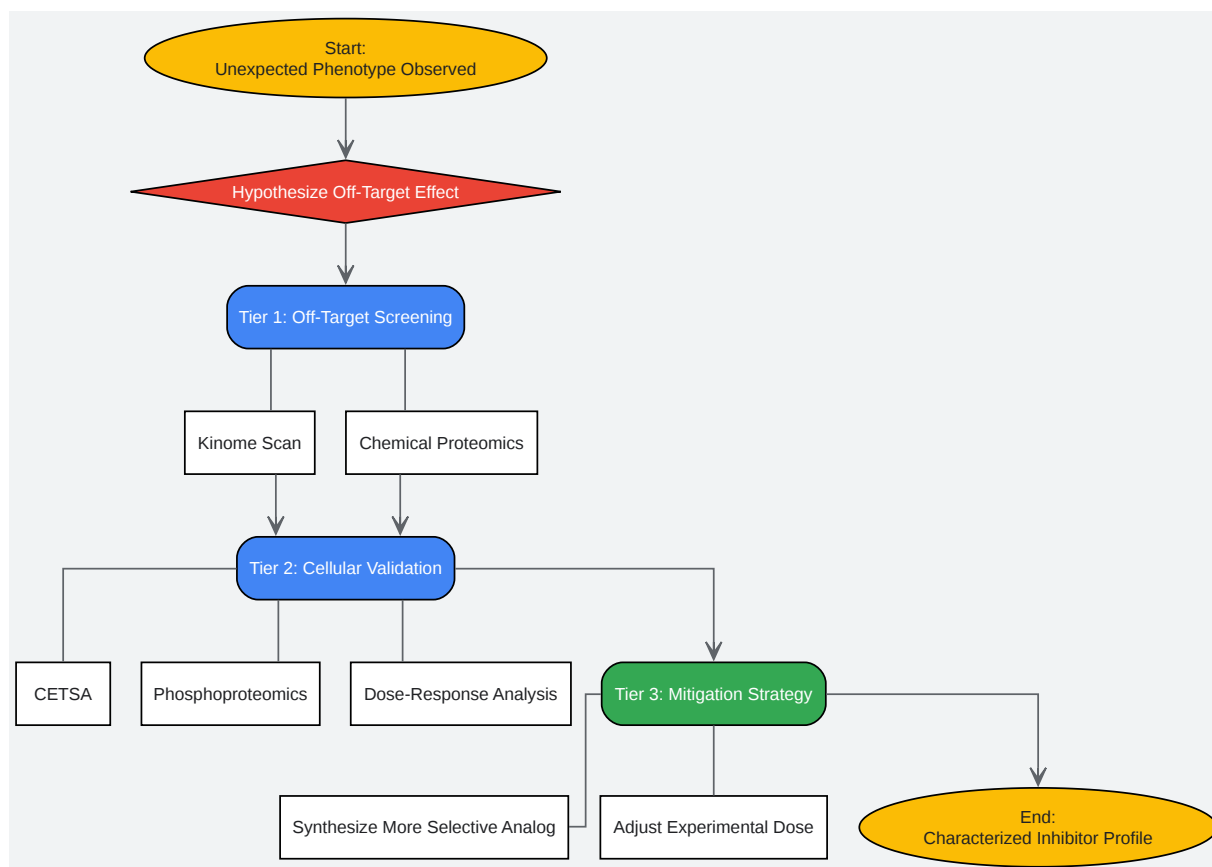 Start:
Unexpected Phenotype Observed
Hypothesize Off-Target Effect
Tier 1: Off-Target Screening
Kinome Scan
Chemical Proteomics
Tier 2: Cellular Validation
CETSA
Phosphoproteomics
Dose-Response Analysis
Tier 3: Mitigation Strategy
Synthesize More Selective Analog
Adjust Experimental Dose
End:
Characterized Inhibitor Profile